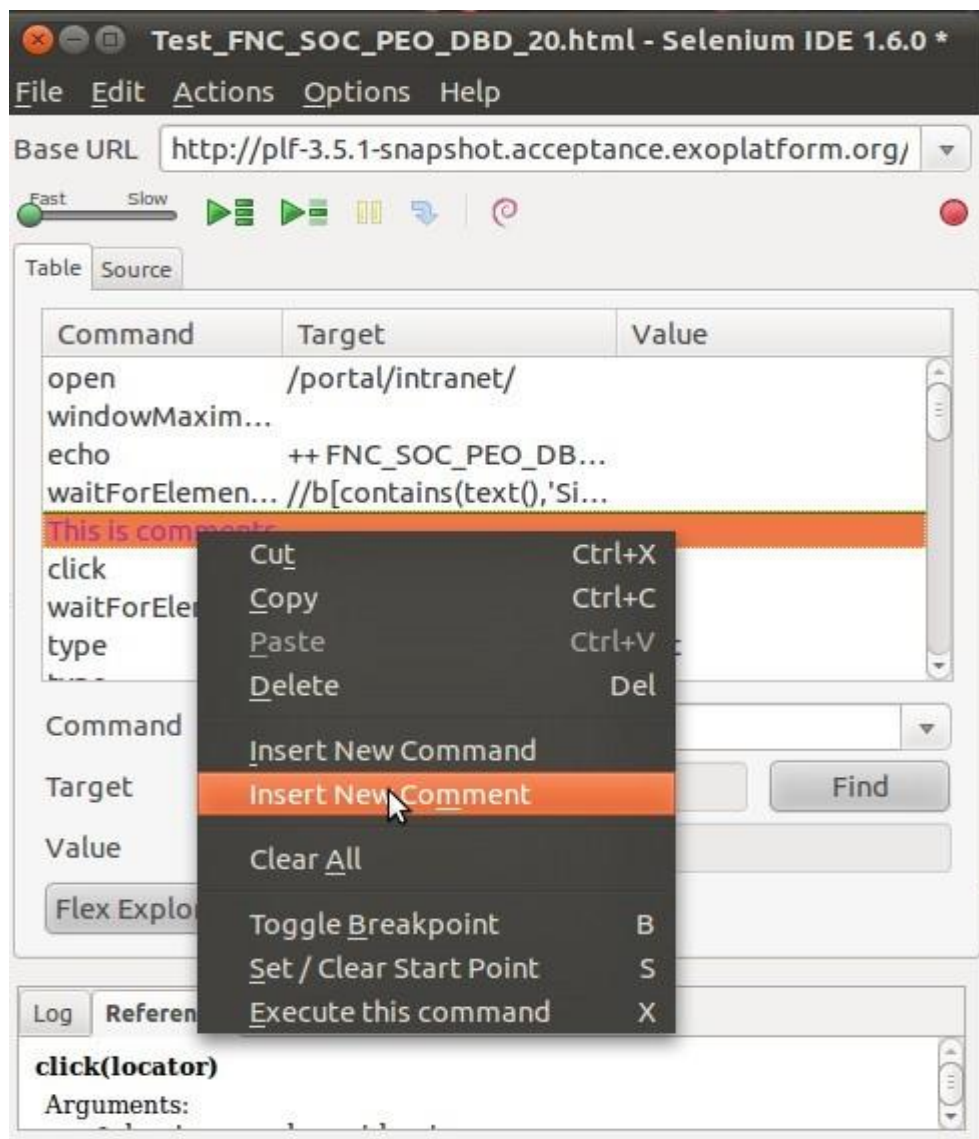 Test_FNC_SOC_PEO_DBD_20.html - Selenium IDE 1.6.0 *
File Edit Actions Options Help
Base URL http://plf-3.5.1-snapshot.acceptance.exoplatform.org/
Fast Slow
Table Source
Command Target Value
open /portal/intranet/
windowMaxim...
echo ++ FNC_SOC_PEO_DB...
waitForElemen... //b[contains(text(),'Si...
This is comments
click
waitForElem
type
Cut Ctrl+X
Copy Ctrl+C
Paste Ctrl+V
Delete Del
Insert New Command
Insert New Comment
Clear All
Toggle Breakpoint B
Set / Clear Start Point S
Execute this command X
Command
Target Find
Value
Flex Explo
Log Referen
click(locator)
Arguments: